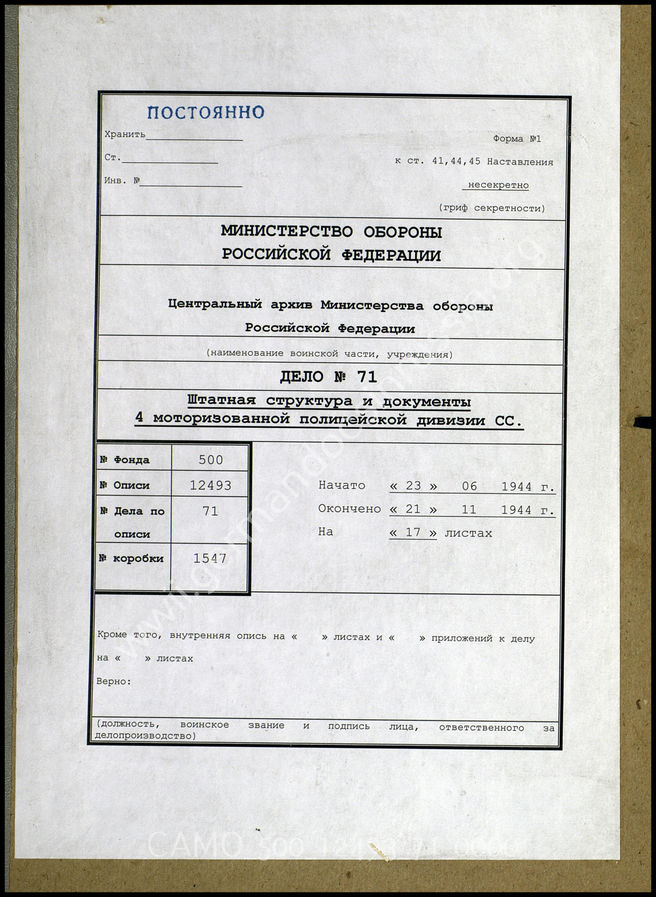 ПОСТОЯННО
Хранить
Форма №1
Ст.
к ст. 41,44,45 Наставления
Инв. №
несекретно
(гриф секретности)
МИНИСТЕРСТВО ОБОРОНЫ
РОССИЙСКОЙ ФЕДЕРАЦИИ
Центральный архив Министерства обороны
Российской Федерации
(наименование воинской части, учреждения)
ДЕЛО № 71
Штатная структура и документы
4 моторизованной полицейской дивизии СС.
№ Фонда 500
№ Описи 12493
№ Дела по описи 71
№ коробки 1547
Начато « 23 » 06 1944 г.
Окончено « 21 » 11 1944 г.
На « 17 » листах
Кроме того, внутренняя опись на « » листах и « » приложений к делу
на « » листах
Верно:
(должность, воинское звание и подпись лица, ответственного за
делопроизводство)